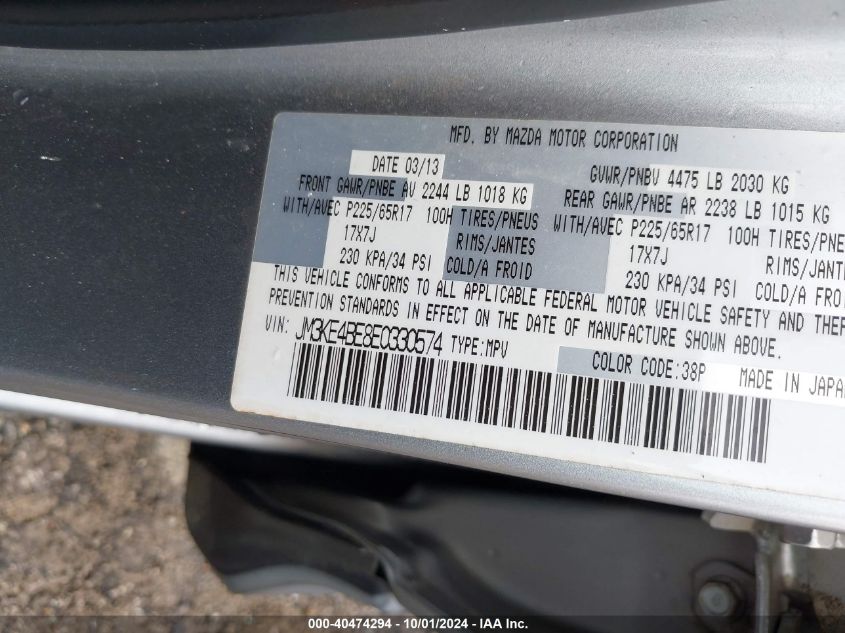 MFD. BY MAZDA MOTOR CORPORATION
DATE 03/13 GVWR/PNBV 4475 LB 2030 KG
FRONT GAWR/PNBE AV 2244 LB 1018 KG REAR GAWR/PNBE AR 2238 LB 1015 KG
WITH/AVEC P225/65R17 100H TIRES/PNEUS WITH/AVEC P225/65R17 100H TIRES/PNE
17X7J RIMS/JANTES 17X7J RIMS/JANTE
230 KPA/34 PSI COLD/A FROID 230 KPA/34 PSI COLD/A FROI
THIS VEHICLE CONFORMS TO ALL APPLICABLE FEDERAL MOTOR VEHICLE SAFETY AND THEF
PREVENTION STANDARDS IN EFFECT ON THE DATE OF MANUFACTURE SHOWN ABOVE.
VIN: JM3KE4BE8E0330574 TYPE:MPV
COLOR CODE:38P MADE IN JAPA
000-40474294 - 10/01/2024 - IAA Inc.